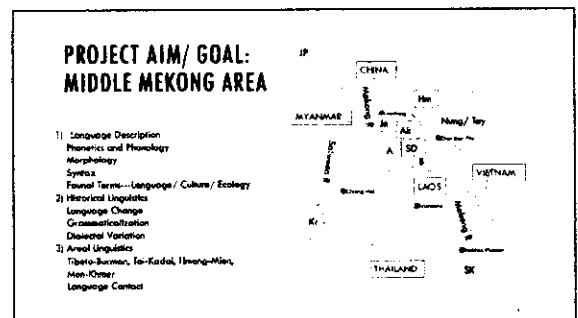 PROJECT AIM/ GOAL:
MIDDLE MEKONG AREA
1) Language Description
Phonetics and Phonology
Morphology
Syntax
Faunal Terms---Language/ Culture/ Ecology
2) Historical Linguistics
Language Change
Grammaticalization
Dialectal Variation
3) Areal Linguistics
Tibeto-Burman, Tai-Kadai, Hmong-Mien,
Mon-Khmer
Language Contact
JP
CHINA
Mekong R
Hm
MYANMAR
Nung/ Tay
Ak
A
SD
Salween R
VIETNAM
Chiang Mai
LAOS
Mekong R
THAILAND
SK